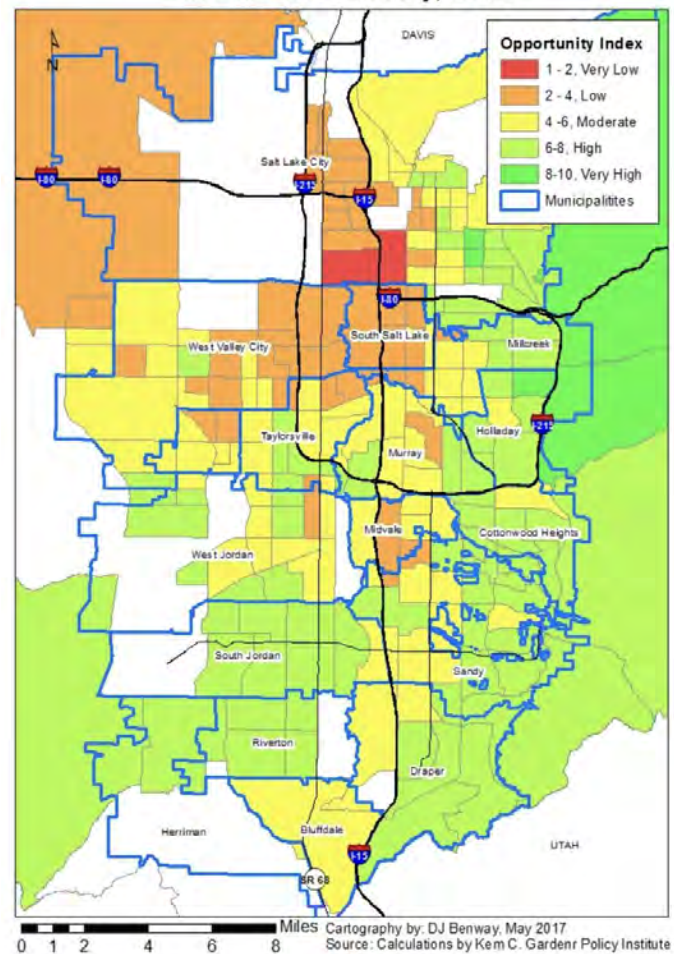 DAVIS
N
Opportunity Index
1 - 2, Very Low
2 - 4, Low
4 -6, Moderate
6-8, High
8-10, Very High
Municipalitites
Salt Lake City
I-80
I-80
I-215
I-15
I-80
South Salt Lake
West Valley City
Millcreek
I-215
Taylorsville
Holladay
Murray
Midvale
Cottonwood Heights
West Jordan
South Jordan
Sandy
Riverton
Draper
Herriman
Bluffdale
UTAH
I-15
SR 68
Miles
0 1 2 4 6 8
Cartography by: DJ Benway, May 2017
Source: Calculations by Kem C. Gardenr Policy Institute